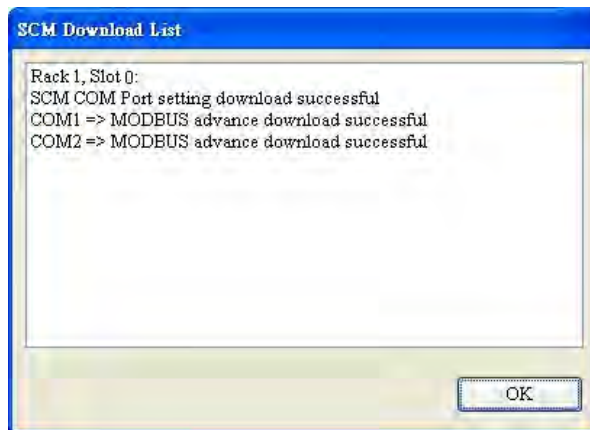 SCM Download List
Rack 1, Slot 0:
SCM COM Port setting download successful
COM1 => MODBUS advance download successful
COM2 => MODBUS advance download successful
OK